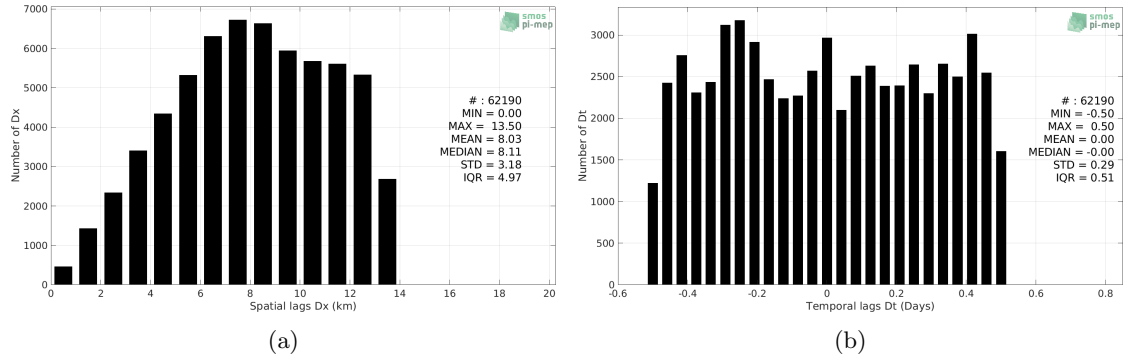 7000
6000
5000
4000
3000
2000
1000
0
Number of Dx
smos
pi-mep
# : 62190
MIN = 0.00
MAX = 13.50
MEAN = 8.03
MEDIAN = 8.11
STD = 3.18
IQR = 4.97
0 2 4 6 8 10 12 14 16 18 20
Spatial lags Dx (km)
(a)
3000
2500
2000
1500
1000
500
0
Number of Dt
smos
pi-mep
# : 62190
MIN = -0.50
MAX = 0.50
MEAN = 0.00
MEDIAN = -0.00
STD = 0.29
IQR = 0.51
-0.6 -0.4 -0.2 0 0.2 0.4 0.6 0.8
Temporal lags Dt (Days)
(b)